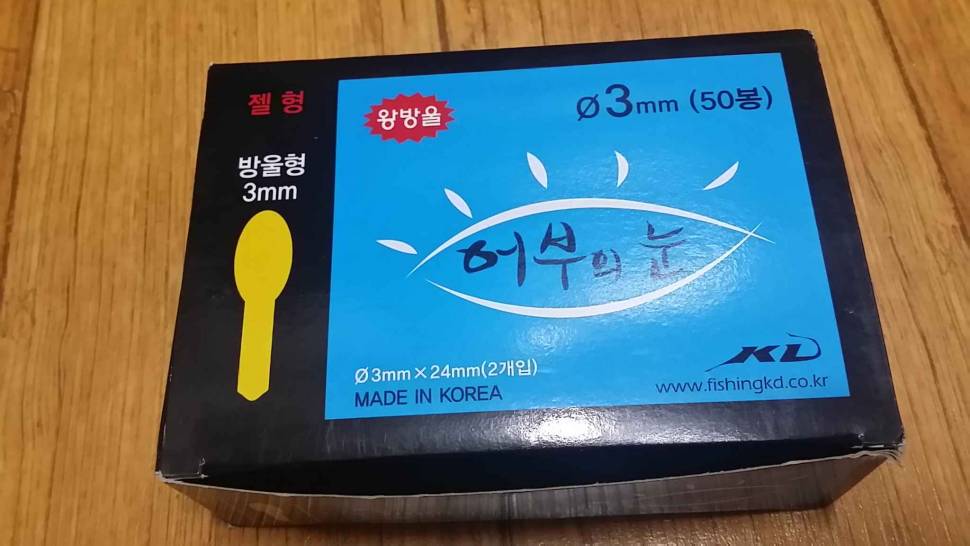 젤형
왕방울
Ø3mm (50봉)
방울형
3mm
어부의 눈
Ø3mm×24mm(2개입)
MADE IN KOREA
KD
www.fishingkd.co.kr